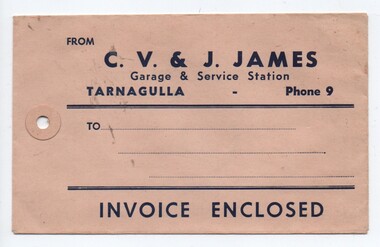 FROM
C. V. & J. JAMES
Garage & Service Station
TARNAGULLA - Phone 9
TO
INVOICE ENCLOSED